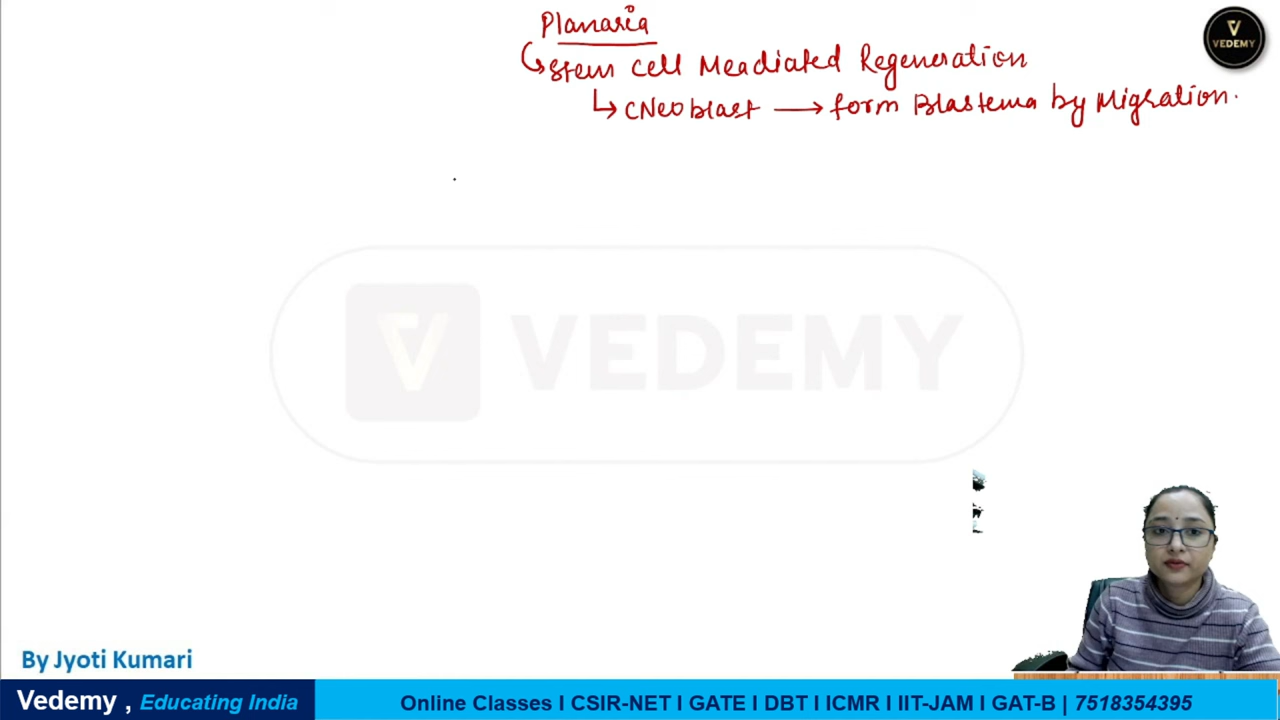 Planaria
VEDEMY
↳ stem cell Meadiated Regeneration
↳ cNeoblast → form Blastema by Migration.
VEDEMY
By Jyoti Kumari
Vedemy , Educating India
Online Classes I CSIR-NET I GATE I DBT I ICMR I IIT-JAM I GAT-B | 7518354395